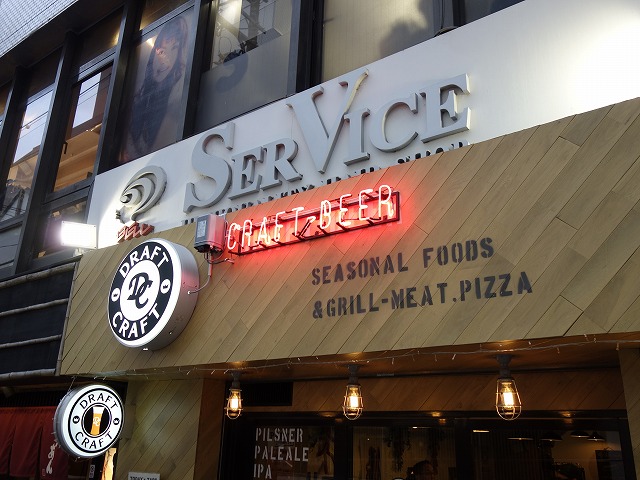 SERVICE
CRAFT-BEER
DRAFT
DC
CRAFT
SEASONAL FOODS
&GRILL-MEAT.PIZZA
DRAFT
CRAFT
PILSNER
PALEALE
IPA